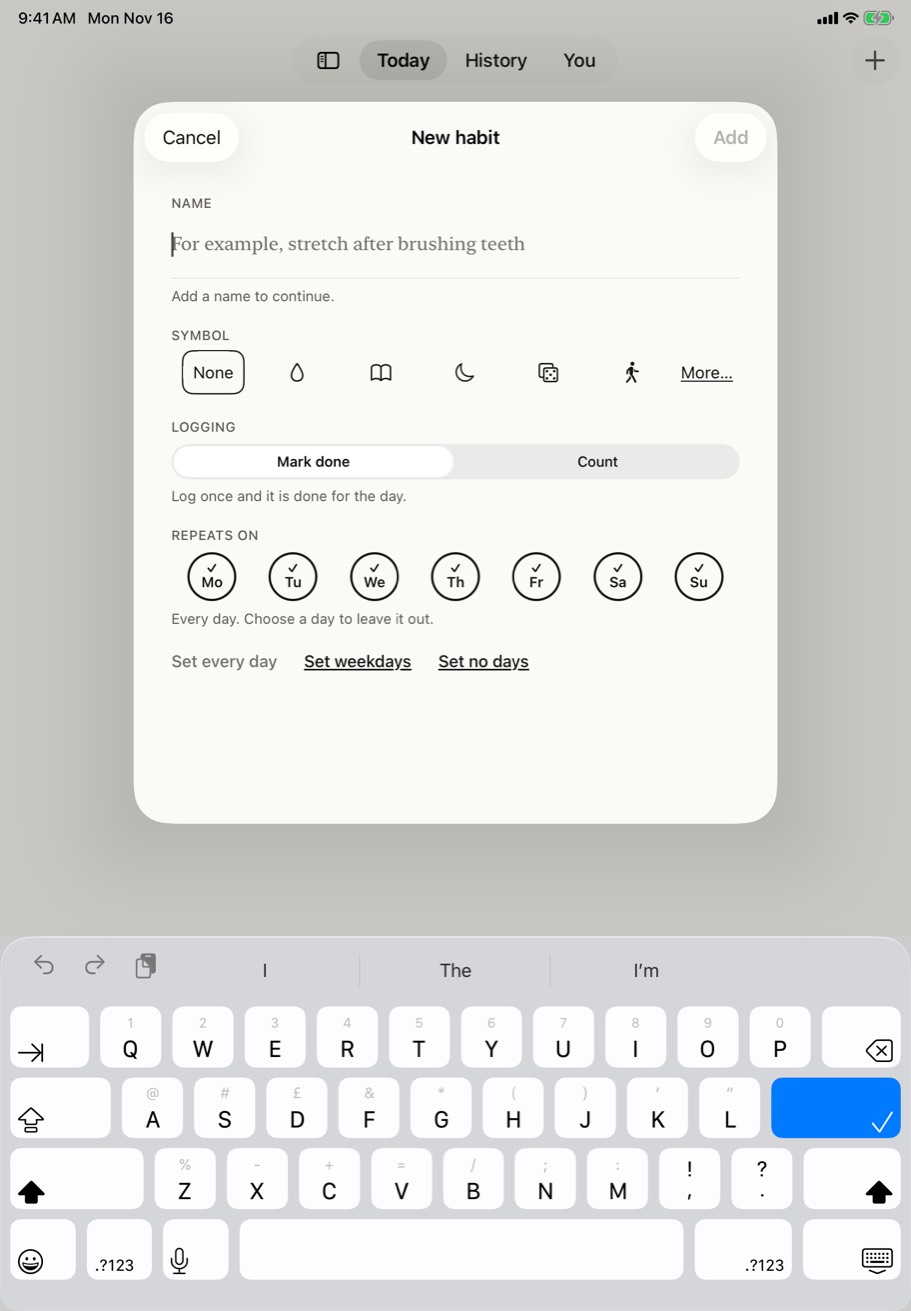 9:41 AM Mon Nov 16
Today History You
Cancel New habit Add
NAME
For example, stretch after brushing teeth
Add a name to continue.
SYMBOL
None More...
LOGGING
Mark done Count
Log once and it is done for the day.
REPEATS ON
Mo Tu We Th Fr Sa Su
Every day. Choose a day to leave it out.
Set every day Set weekdays Set no days
I The I'm
1 2 3 4 5 6 7 8 9 0
Q W E R T Y U I O P
@ # £ & * ( ) ' "
A S D F G H J K L
% - + = / ; : ! ?
Z X C V B N M , .
.?123 .?123